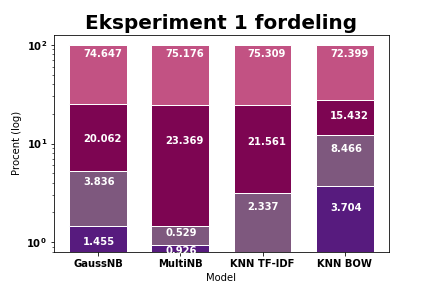 Eksperiment 1 fordeling
Procent (log)
10²
10¹
10⁰
74.647
75.176
75.309
72.399
20.062
23.369
21.561
15.432
3.836
0.529
2.337
8.466
1.455
0.926
3.704
GaussNB
MultiNB
KNN TF-IDF
KNN BOW
Model